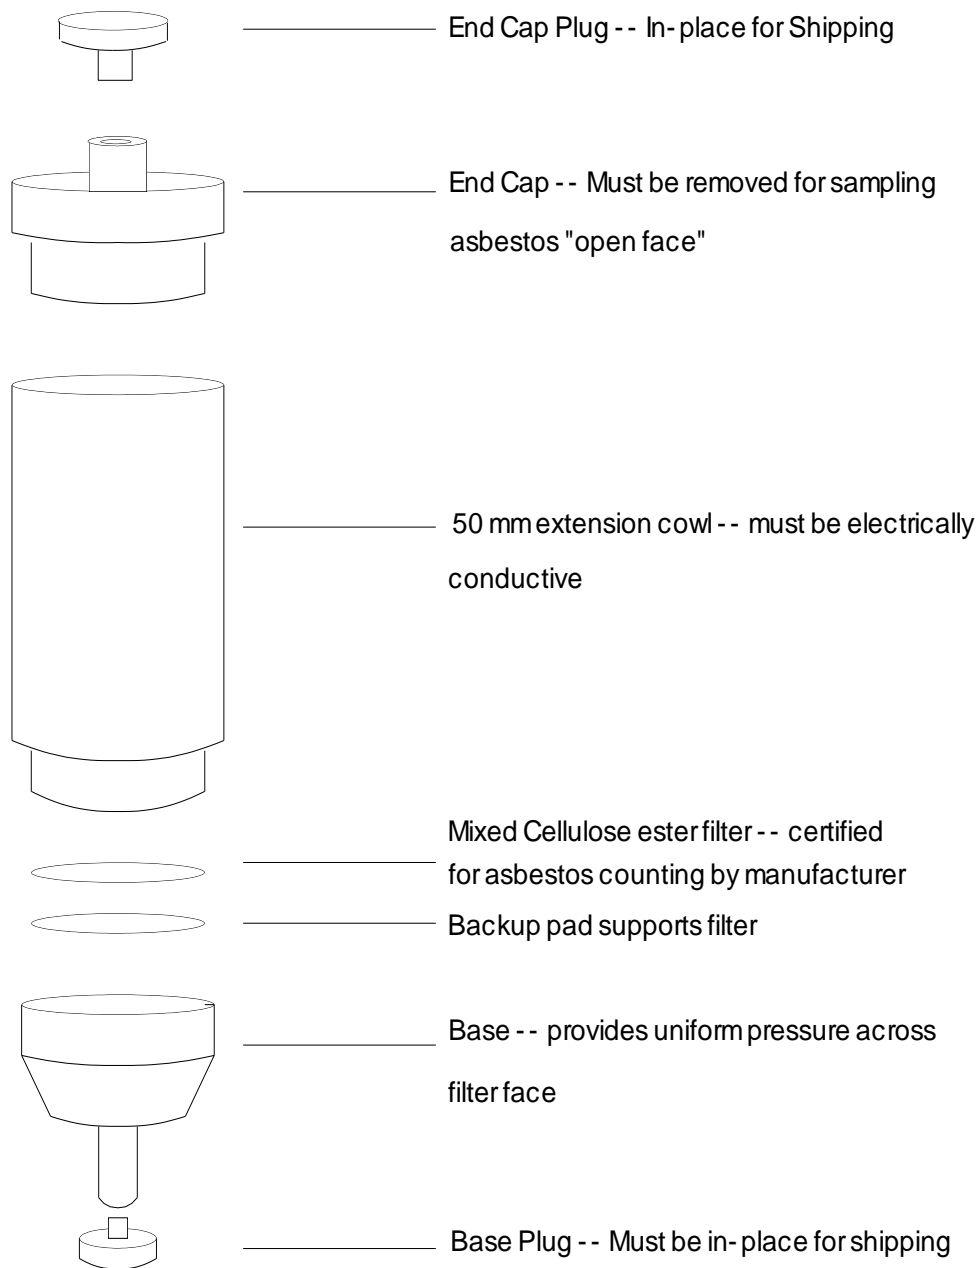 End Cap Plug -- In-place for Shipping
End Cap -- Must be removed for sampling
asbestos "open face"
50 mm extension cowl -- must be electrically
conductive
Mixed Cellulose ester filter -- certified
for asbestos counting by manufacturer
Backup pad supports filter
Base -- provides uniform pressure across
filter face
Base Plug -- Must be in-place for shipping